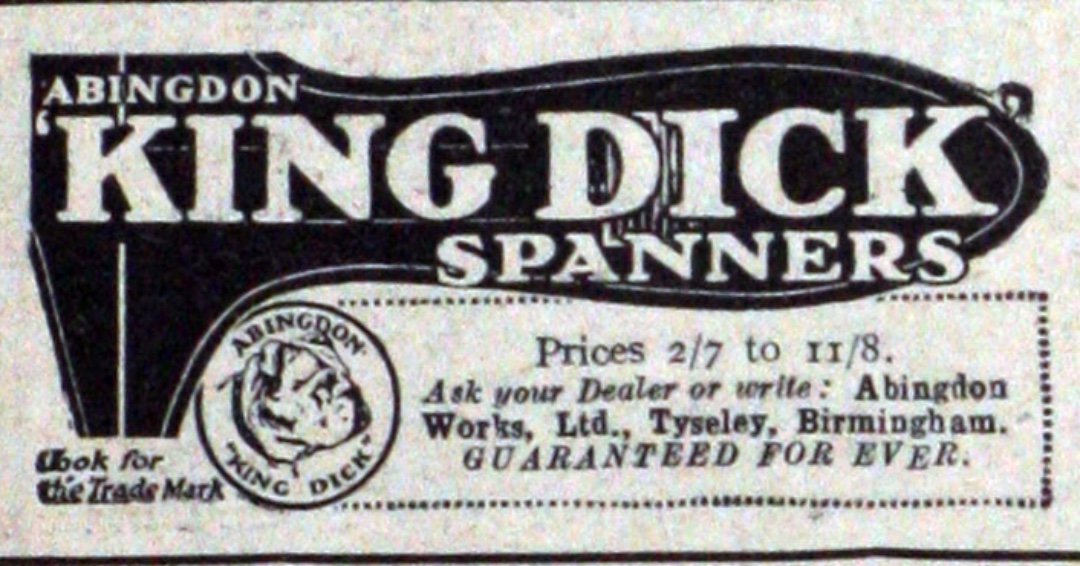 ABINGDON
'KING DICK'
SPANNERS
Prices 2/7 to 11/8.
Ask your Dealer or write: Abingdon
Works, Ltd., Tyseley, Birmingham.
GUARANTEED FOR EVER.
Look for
the Trade Mark
ABINGDON
"KING DICK"